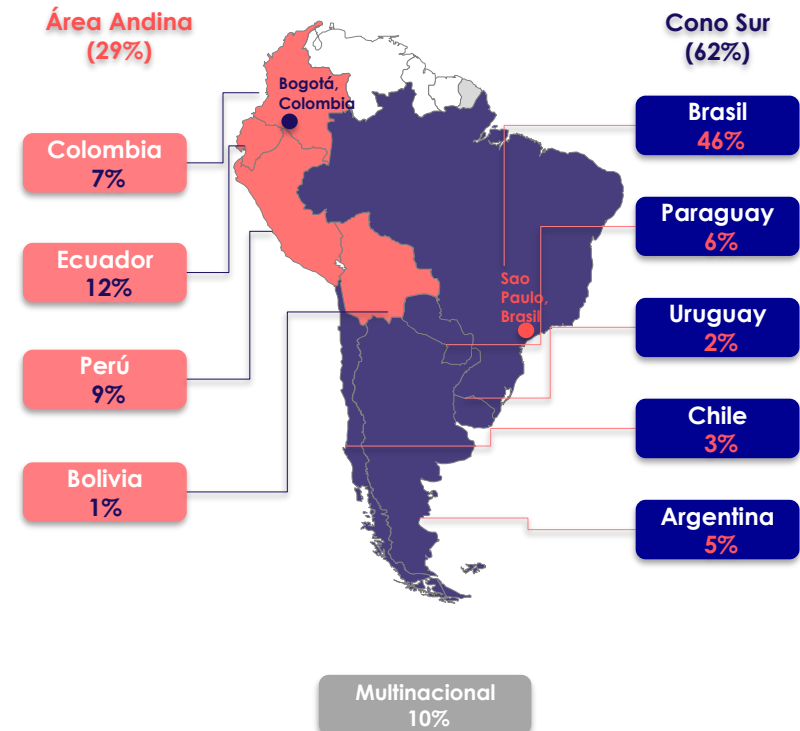 Área Andina
(29%)
Cono Sur
(62%)
Bogotá,
Colombia
Colombia
7%
Ecuador
12%
Perú
9%
Bolivia
1%
Sao
Paulo,
Brasil
Brasil
46%
Paraguay
6%
Uruguay
2%
Chile
3%
Argentina
5%
Multinacional
10%